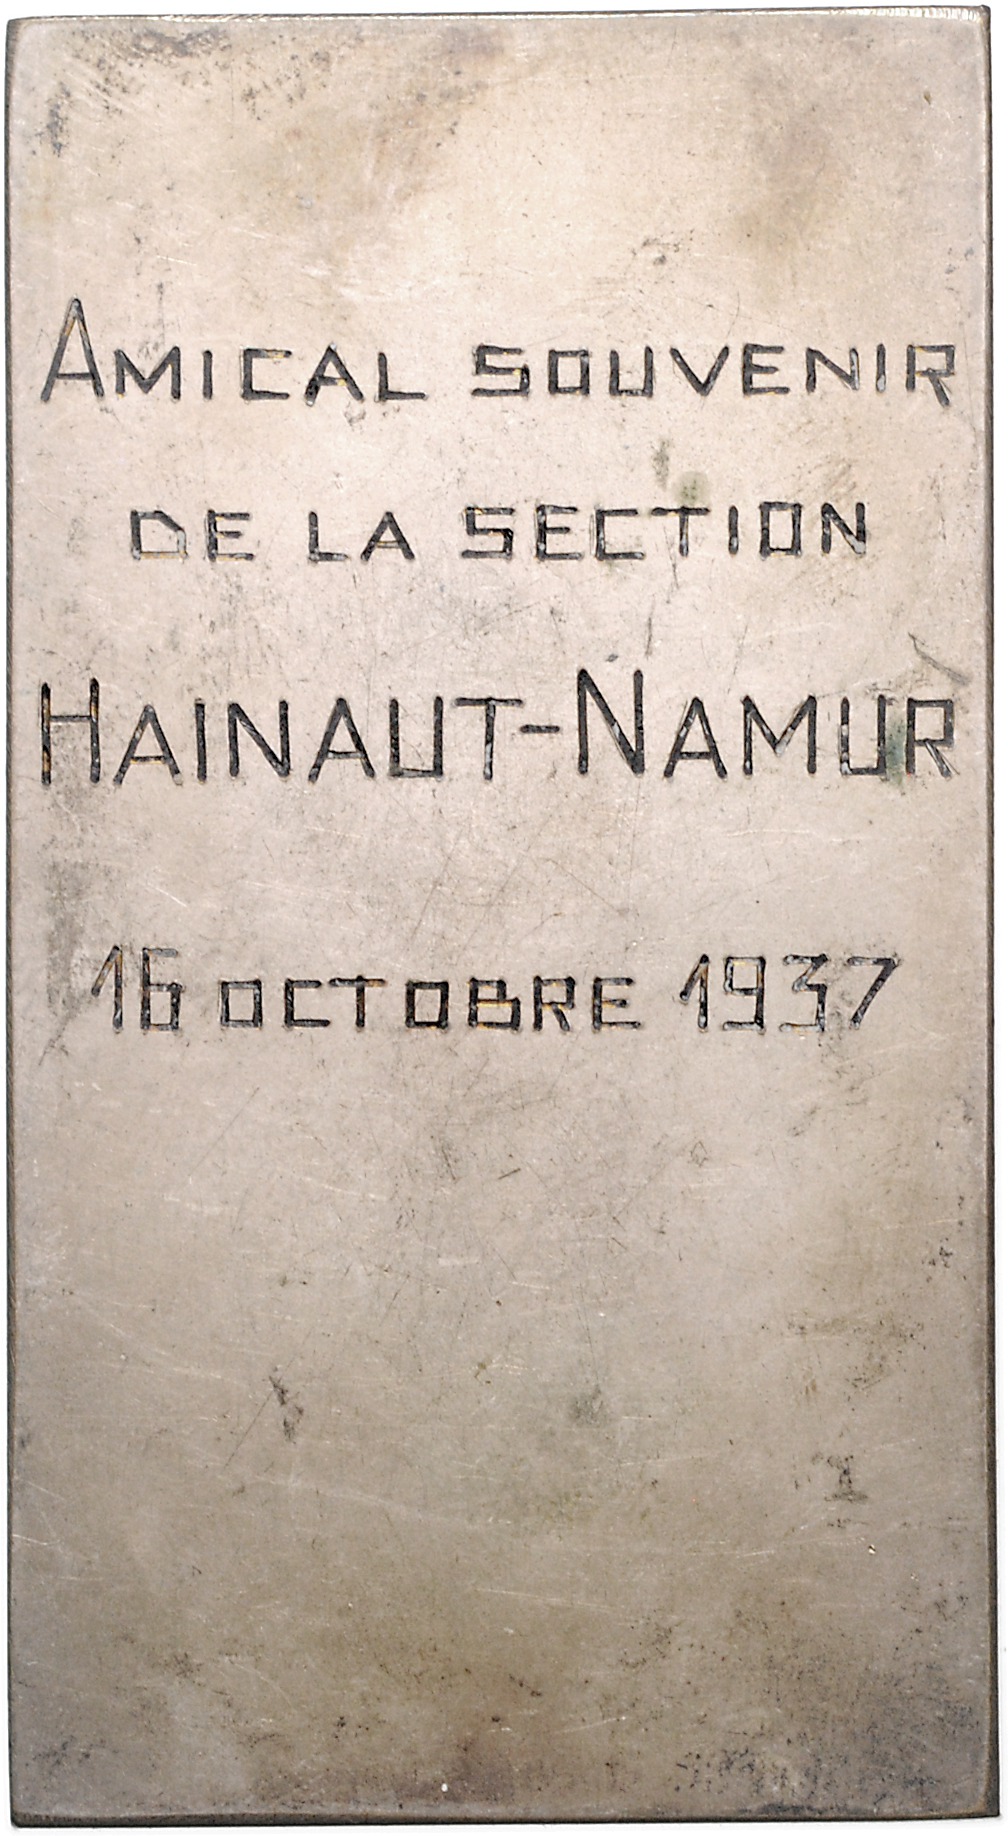 AMICAL SOUVENIR
DE LA SECTION
HAINAUT-NAMUR
16 OCTOBRE 1937